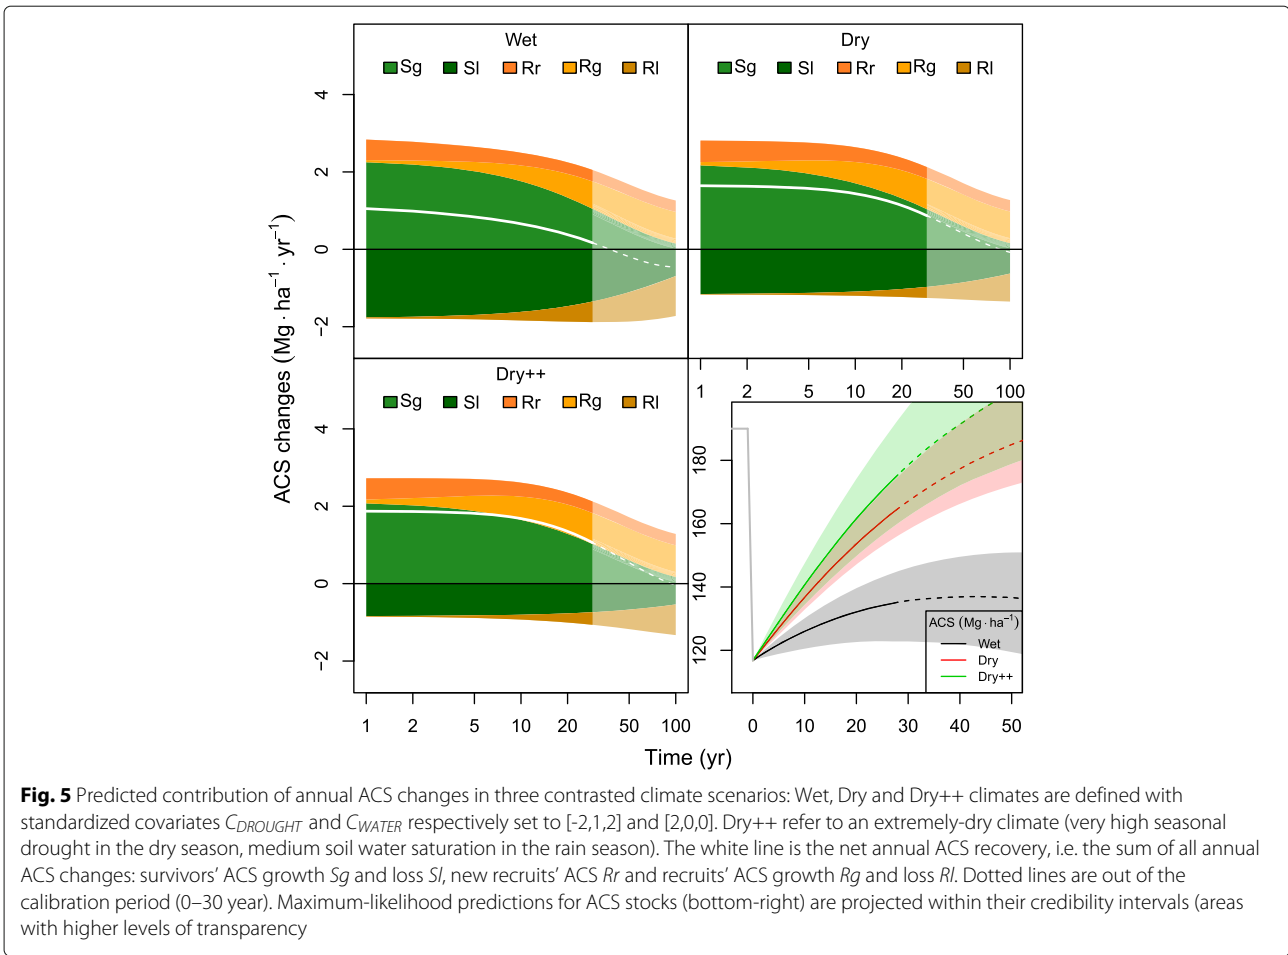 Wet
Sg Sl Rr Rg Rl
Dry
Sg Sl Rr Rg Rl
4
2
0
−2
ACS changes (Mg · ha−1 · yr−1)
1 2 5 10 20 50 100
Dry++
Sg Sl Rr Rg Rl
4
2
0
−2
1 2 5 10 20 50 100
180
160
140
120
ACS (Mg · ha−1)
Wet
Dry
Dry++
0 10 20 30 40 50
Time (yr)
Fig. 5 Predicted contribution of annual ACS changes in three contrasted climate scenarios: Wet, Dry and Dry++ climates are defined with
standardized covariates CDROUGHT and CWATER respectively set to [-2,1,2] and [2,0,0]. Dry++ refer to an extremely-dry climate (very high seasonal
drought in the dry season, medium soil water saturation in the rain season). The white line is the net annual ACS recovery, i.e. the sum of all annual
ACS changes: survivors’ ACS growth Sg and loss Sl, new recruits’ ACS Rr and recruits’ ACS growth Rg and loss Rl. Dotted lines are out of the
calibration period (0–30 year). Maximum-likelihood predictions for ACS stocks (bottom-right) are projected within their credibility intervals (areas
with higher levels of transparency